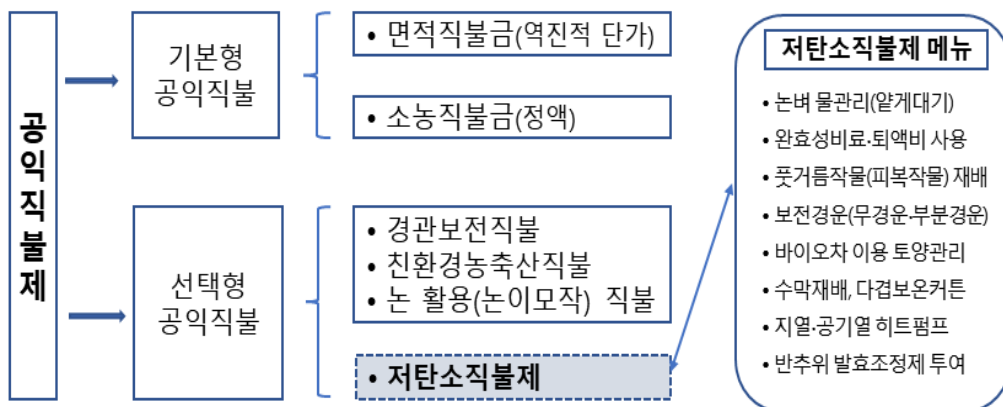 공익직불제
기본형
공익직불
• 면적직불금(역진적 단가)
• 소농직불금(정액)
선택형
공익직불
• 경관보전직불
• 친환경농축산직불
• 논 활용(논이모작) 직불
• 저탄소직불제
저탄소직불제 메뉴
• 논벼 물관리(얕게대기)
• 완효성비료·퇴액비 사용
• 풋거름작물(피복작물) 재배
• 보전경운(무경운·부분경운)
• 바이오차 이용 토양관리
• 수막재배, 다겹보온커튼
• 지열·공기열 히트펌프
• 반추위 발효조정제 투여